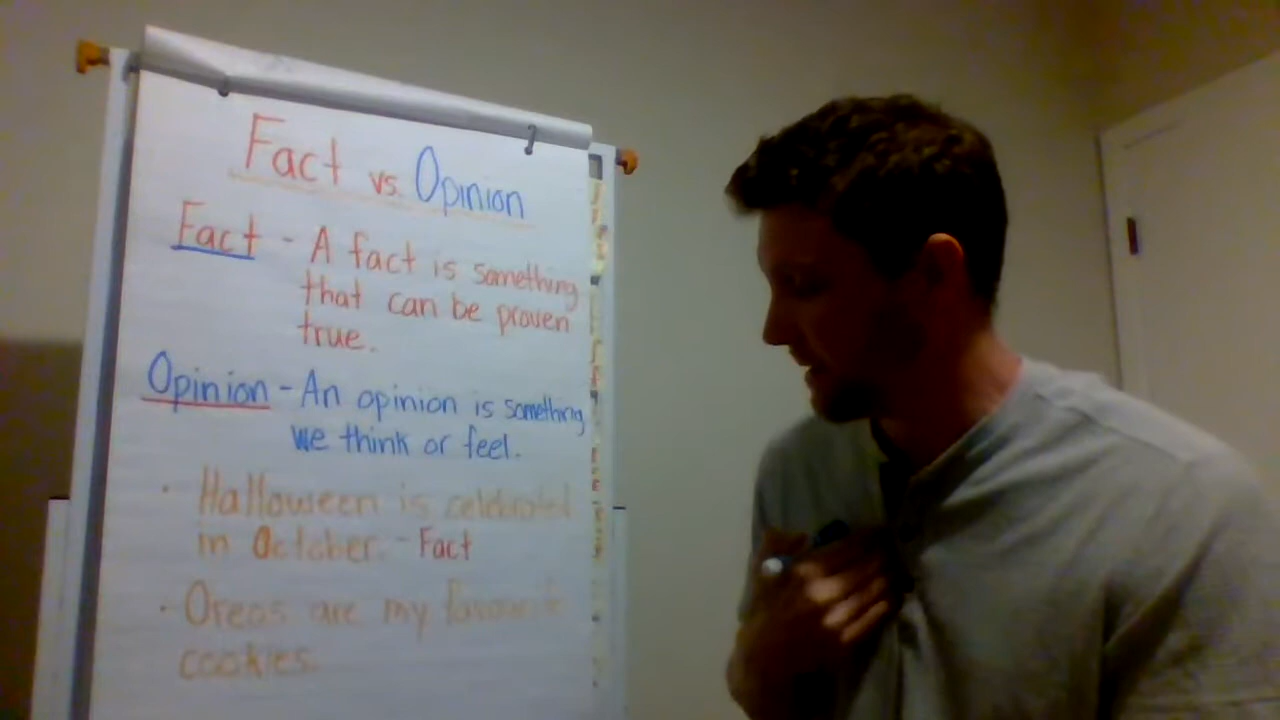 Fact vs. Opinion
Fact - A fact is something
that can be proven
true.
Opinion - An opinion is something
we think or feel.
· Halloween is celebrated
in October. - Fact
· Oreos are my favourite
cookies.